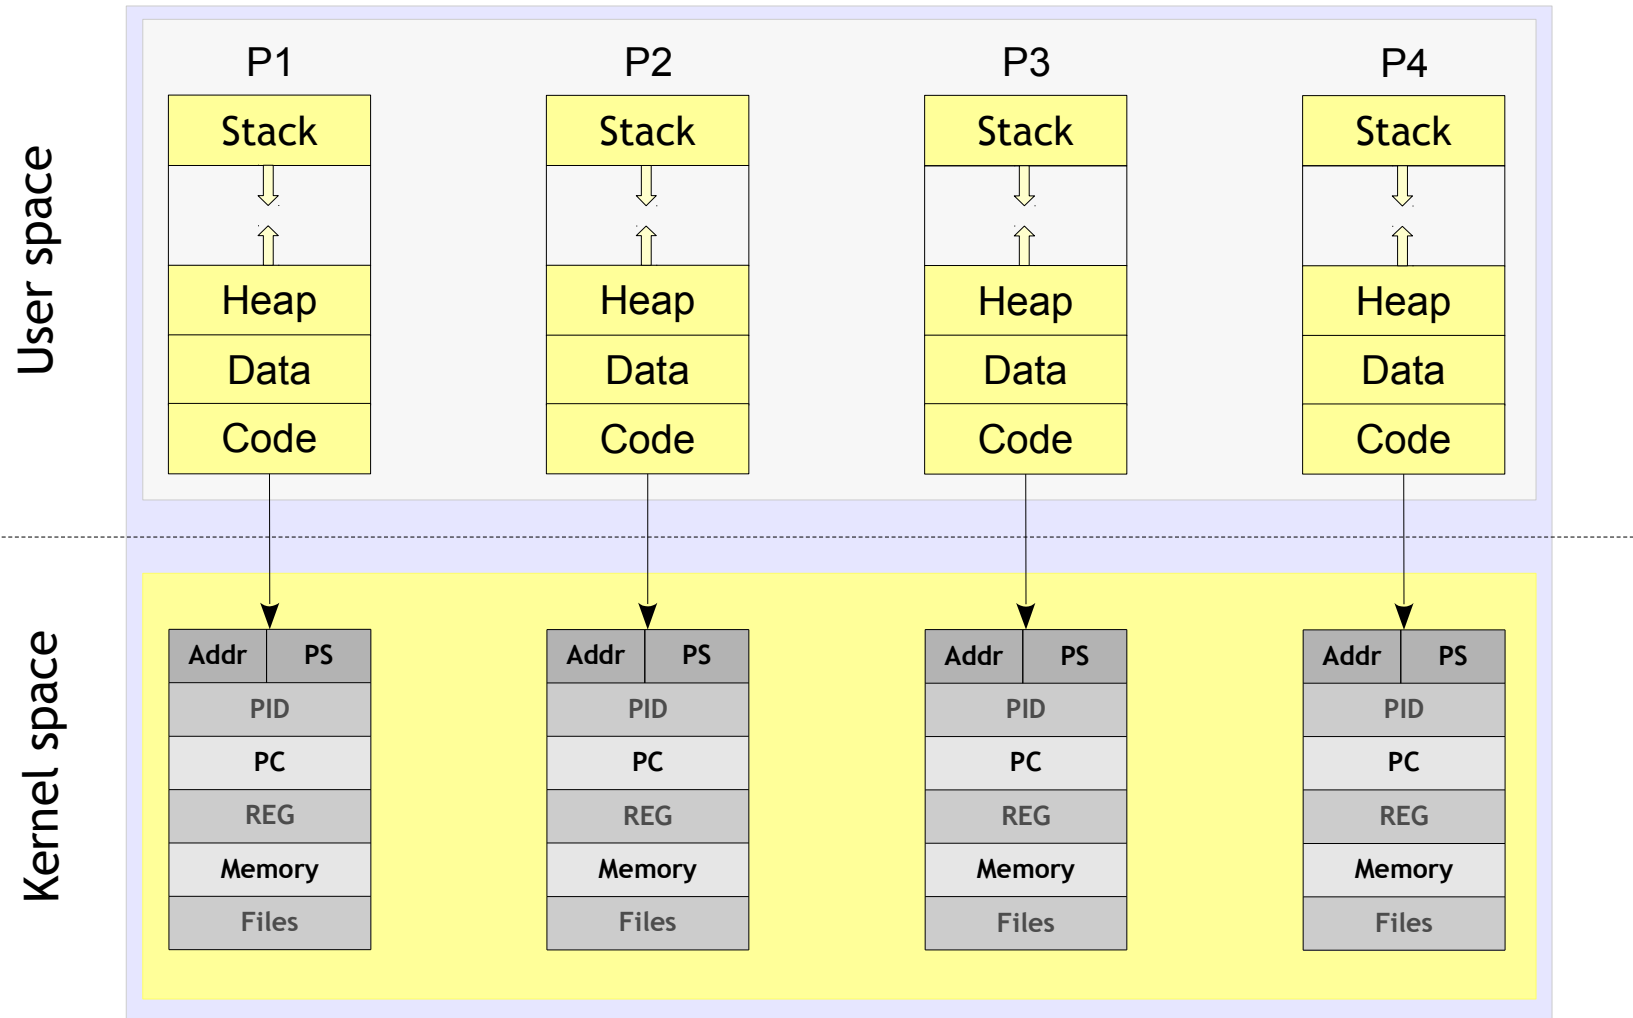 User space
P1 P2 P3 P4
Stack Stack Stack Stack
Heap Heap Heap Heap
Data Data Data Data
Code Code Code Code
Kernel space
Addr PS Addr PS Addr PS Addr PS
PID PID PID PID
PC PC PC PC
REG REG REG REG
Memory Memory Memory Memory
Files Files Files Files